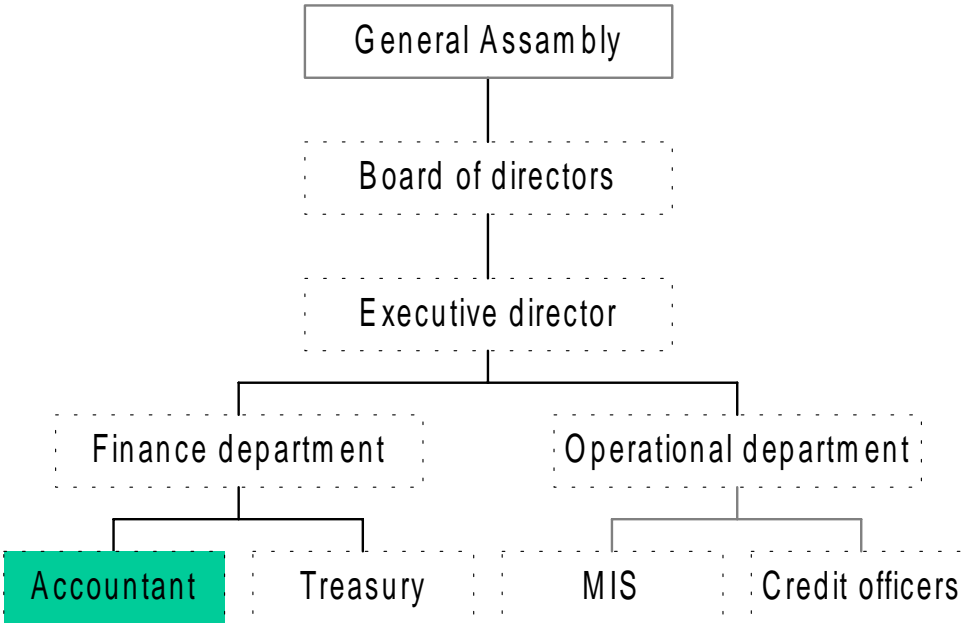 General Assambly
Board of directors
Executive director
Finance department
Operational department
Accountant
Treasury
MIS
Credit officers